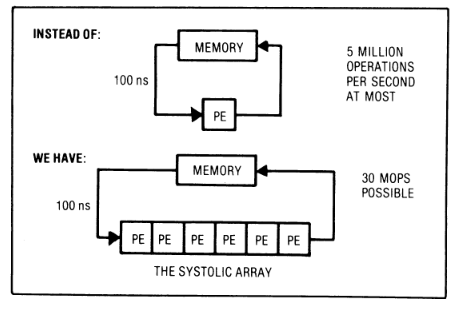 INSTEAD OF:
MEMORY
100 ns
PE
5 MILLION
OPERATIONS
PER SECOND
AT MOST
WE HAVE:
MEMORY
100 ns
PE PE PE PE PE PE
30 MOPS
POSSIBLE
THE SYSTOLIC ARRAY